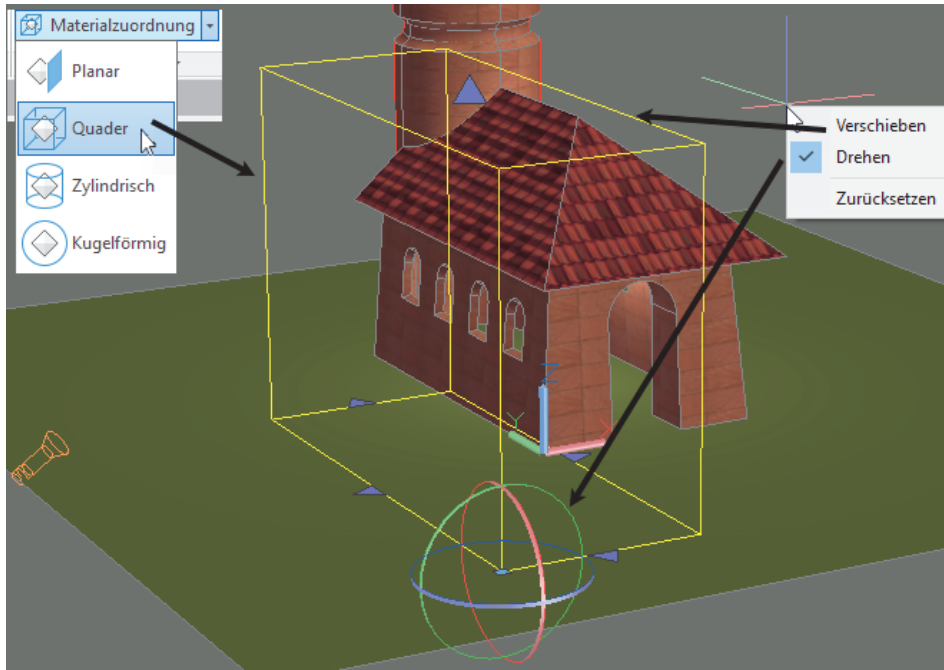 Materialzuordnung
Planar
Quader
Zylindrisch
Kugelförmig
Verschieben
Drehen
Zurücksetzen
Z
Y
X